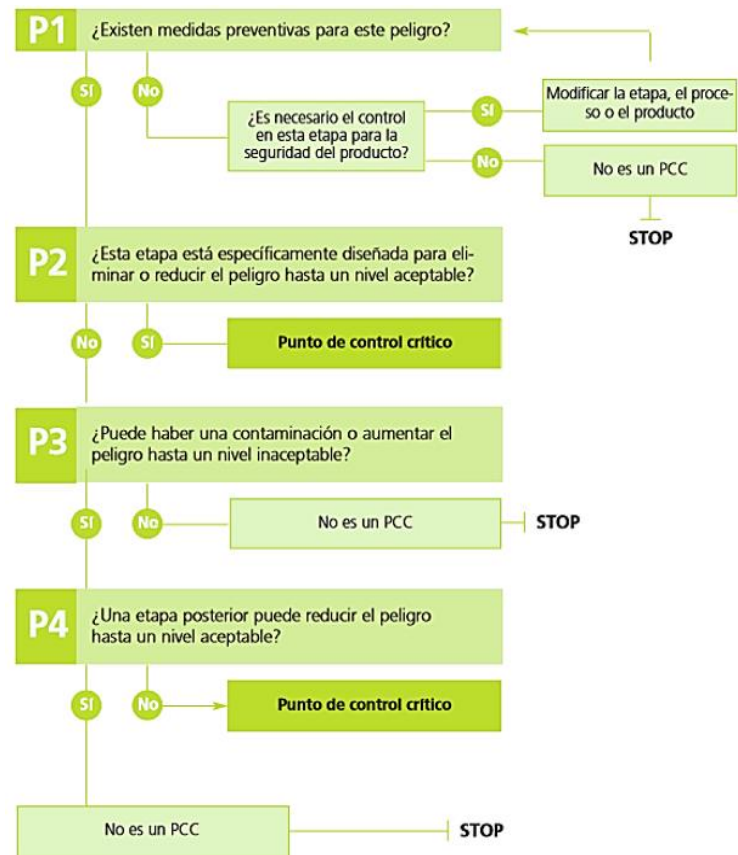 P1
¿Existen medidas preventivas para este peligro?
Sí
No
¿Es necesario el control
en esta etapa para la
seguridad del producto?
Sí
Modificar la etapa, el proce-
so o el producto
No
No es un PCC
STOP
P2
¿Esta etapa está específicamente diseñada para eli-
minar o reducir el peligro hasta un nivel aceptable?
No
Sí
Punto de control crítico
P3
¿Puede haber una contaminación o aumentar el
peligro hasta un nivel inaceptable?
Sí
No
No es un PCC
STOP
P4
¿Una etapa posterior puede reducir el peligro
hasta un nivel aceptable?
Sí
No
Punto de control crítico
No es un PCC
STOP